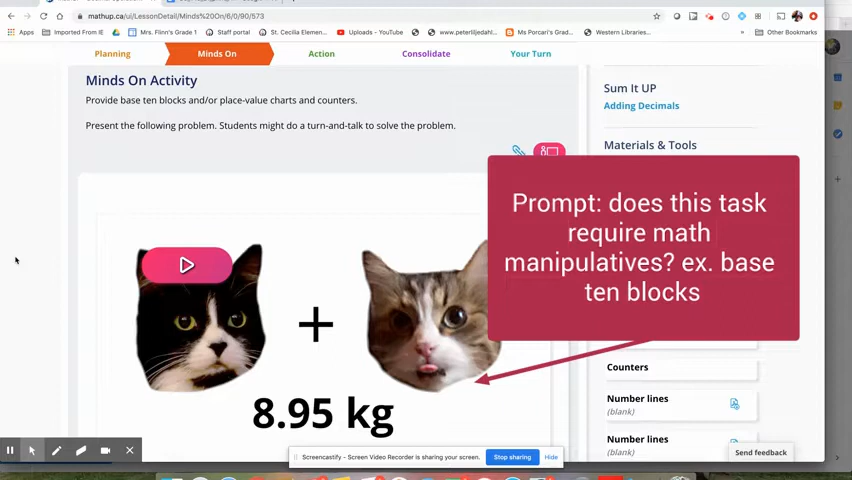 mathup.ca/ui/LessonDetail/Minds%20On/6/0/90/573
Apps
Imported From IE
Mrs. Flinn's Grade 1
Staff portal
St. Cecilia Elemen...
Uploads - YouTube
www.peterliljedahl...
Ms Porcari's Grad...
Western Libraries...
»
Other Bookmarks
Planning
Minds On
Action
Consolidate
Your Turn
Minds On Activity
Provide base ten blocks and/or place-value charts and counters.
Present the following problem. Students might do a turn-and-talk to solve the problem.
Sum It UP
Adding Decimals
Materials & Tools
Prompt: does this task
require math
manipulatives? ex. base
ten blocks
+
8.95 kg
Counters
Number lines
(blank)
Number lines
(blank)
Send feedback
Screencastify - Screen Video Recorder is sharing your screen.
Stop sharing
Hide